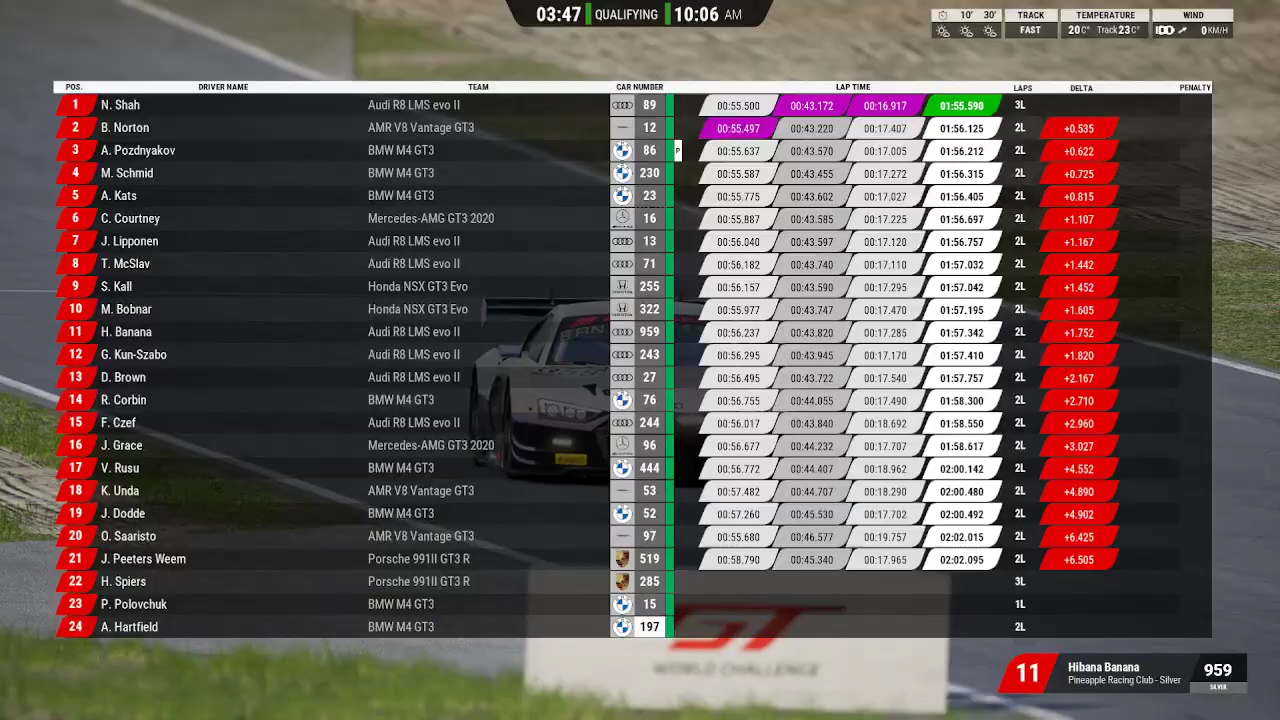 03:47 QUALIFYING 10:06 AM
10' 30' TRACK TEMPERATURE WIND
FAST 20C° Track 23C° 0KM/H
POS. DRIVER NAME TEAM CAR NUMBER LAP TIME LAPS DELTA PENALTY
1 N. Shah Audi R8 LMS evo II 89 00:55.500 00:43.172 00:16.917 01:55.590 3L
2 B. Norton AMR V8 Vantage GT3 12 00:55.497 00:43.220 00:17.407 01:56.125 2L +0.535
3 A. Pozdnyakov BMW M4 GT3 86 P 00:55.637 00:43.570 00:17.005 01:56.212 2L +0.622
4 M. Schmid BMW M4 GT3 230 00:55.587 00:43.455 00:17.272 01:56.315 2L +0.725
5 A. Kats BMW M4 GT3 23 00:55.775 00:43.602 00:17.027 01:56.405 2L +0.815
6 C. Courtney Mercedes-AMG GT3 2020 16 00:55.887 00:43.585 00:17.225 01:56.697 2L +1.107
7 J. Lipponen Audi R8 LMS evo II 13 00:56.040 00:43.597 00:17.120 01:56.757 2L +1.167
8 T. McSlav Audi R8 LMS evo II 71 00:56.182 00:43.740 00:17.110 01:57.032 2L +1.442
9 S. Kall Honda NSX GT3 Evo 255 00:56.157 00:43.590 00:17.295 01:57.042 2L +1.452
10 M. Bobnar Honda NSX GT3 Evo 322 00:55.977 00:43.747 00:17.470 01:57.195 2L +1.605
11 H. Banana Audi R8 LMS evo II 959 00:56.237 00:43.820 00:17.285 01:57.342 2L +1.752
12 G. Kun-Szabo Audi R8 LMS evo II 243 00:56.295 00:43.945 00:17.170 01:57.410 2L +1.820
13 D. Brown Audi R8 LMS evo II 27 00:56.495 00:43.722 00:17.540 01:57.757 2L +2.167
14 R. Corbin BMW M4 GT3 76 00:56.755 00:44.055 00:17.490 01:58.300 2L +2.710
15 F. Czef Audi R8 LMS evo II 244 00:56.017 00:43.840 00:18.692 01:58.550 2L +2.960
16 J. Grace Mercedes-AMG GT3 2020 96 00:56.677 00:44.232 00:17.707 01:58.617 2L +3.027
17 V. Rusu BMW M4 GT3 444 00:56.772 00:44.407 00:18.962 02:00.142 2L +4.552
18 K. Unda AMR V8 Vantage GT3 53 00:57.482 00:44.707 00:18.290 02:00.480 2L +4.890
19 J. Dodde BMW M4 GT3 52 00:57.260 00:45.530 00:17.702 02:00.492 2L +4.902
20 O. Saaristo AMR V8 Vantage GT3 97 00:55.680 00:46.577 00:19.757 02:02.015 2L +6.425
21 J. Peeters Weem Porsche 991II GT3 R 519 00:58.790 00:45.340 00:17.965 02:02.095 2L +6.505
22 H. Spiers Porsche 991II GT3 R 285 3L
23 P. Polovchuk BMW M4 GT3 15 1L
24 A. Hartfield BMW M4 GT3 197 2L
GT
WORLD CHALLENGE
11 Hibana Banana 959
Pineapple Racing Club - Silver SILVER